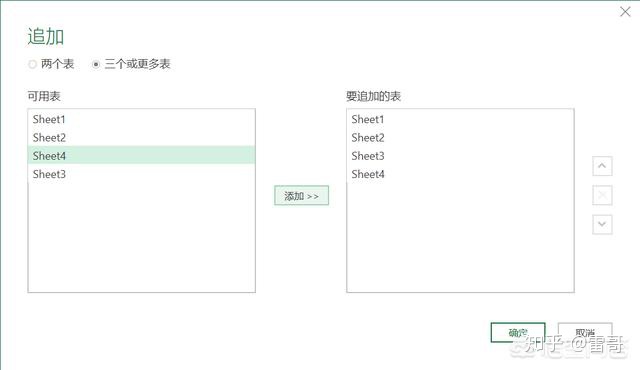 追加
两个表 三个或更多表
可用表
Sheet1
Sheet2
Sheet4
Sheet3
添加 >>
要追加的表
Sheet1
Sheet2
Sheet3
Sheet4
确定 取消
知乎 @雷哥